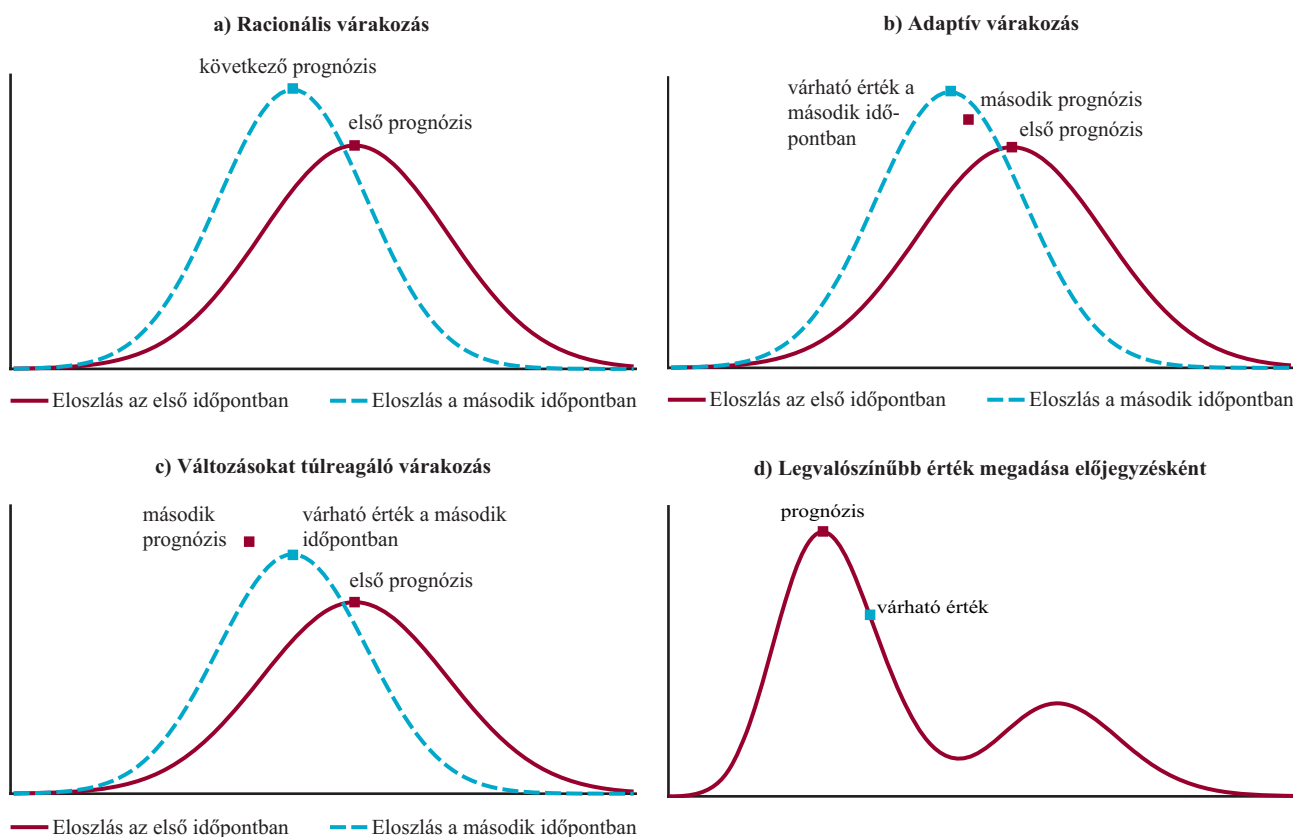 a) Racionális várakozás
következő prognózis
első prognózis
Eloszlás az első időpontban
Eloszlás a második időpontban
b) Adaptív várakozás
várható érték a
második idő-
pontban
második prognózis
első prognózis
Eloszlás az első időpontban
Eloszlás a második időpontban
c) Változásokat túlreagáló várakozás
második
prognózis
várható érték a második
időpontban
első prognózis
Eloszlás az első időpontban
Eloszlás a második időpontban
d) Legvalószínűbb érték megadása előjegyzésként
prognózis
várható érték